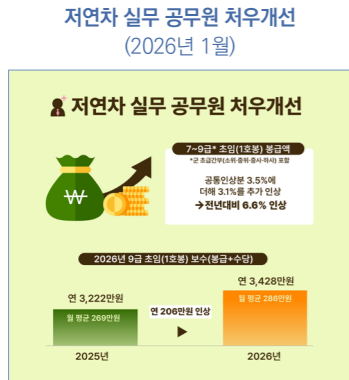 저연차 실무 공무원 처우개선
(2026년 1월)
저연차 실무 공무원 처우개선
7~9급* 초임(1호봉) 봉급액
*군 초급간부(소위·중위·중사·하사) 포함
공통인상분 3.5%에
더해 3.1%를 추가 인상
→전년대비 6.6% 인상
₩
2026년 9급 초임(1호봉) 보수(봉급+수당)
연 3,222만원
월 평균 269만원
연 206만원 인상
연 3,428만원
월 평균 286만원
2025년
2026년